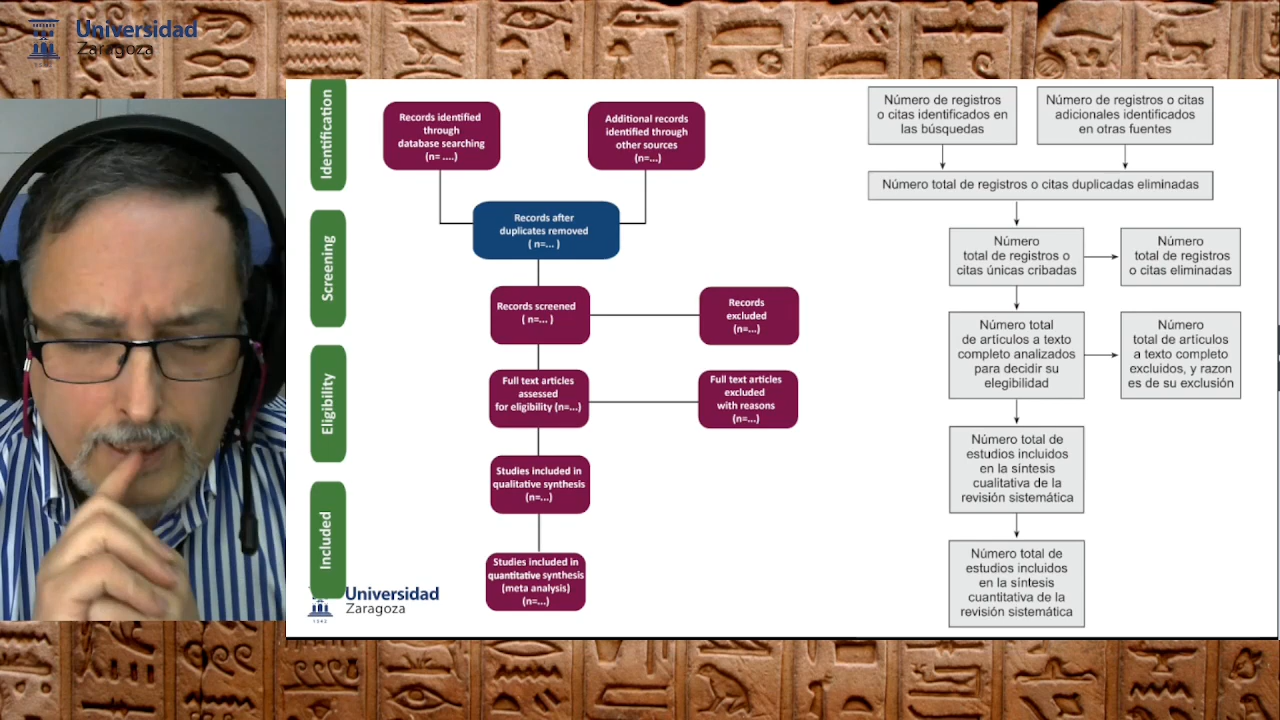 Universidad
Zaragoza
Identification
Screening
Eligibility
Included
Records identified
through
database searching
(n= ....)
Additional records
identified through
other sources
(n=...)
Records after
duplicates removed
( n=... )
Records screened
( n=... )
Records
excluded
(n=...)
Full text articles
assessed
for eligibility (n=...)
Full text articles
excluded
with reasons
(n=...)
Studies included in
qualitative synthesis
(n=...)
Studies included in
quantitative synthesis
(meta analysis)
(n=...)
Universidad
Zaragoza
1542
Número de registros
o citas identificados en
las búsquedas
Número de registros o citas
adicionales identificados
en otras fuentes
Número total de registros o citas duplicadas eliminadas
Número
total de registros o
citas únicas cribadas
Número
total de registros
o citas eliminadas
Número total
de artículos a texto
completo analizados
para decidir su
elegibilidad
Número
total de artículos
a texto completo
excluidos, y razon
es de su exclusión
Número total de
estudios incluidos
en la síntesis
cualitativa de la
revisión sistemática
Número total de
estudios incluidos
en la síntesis
cuantitativa de la
revisión sistemática